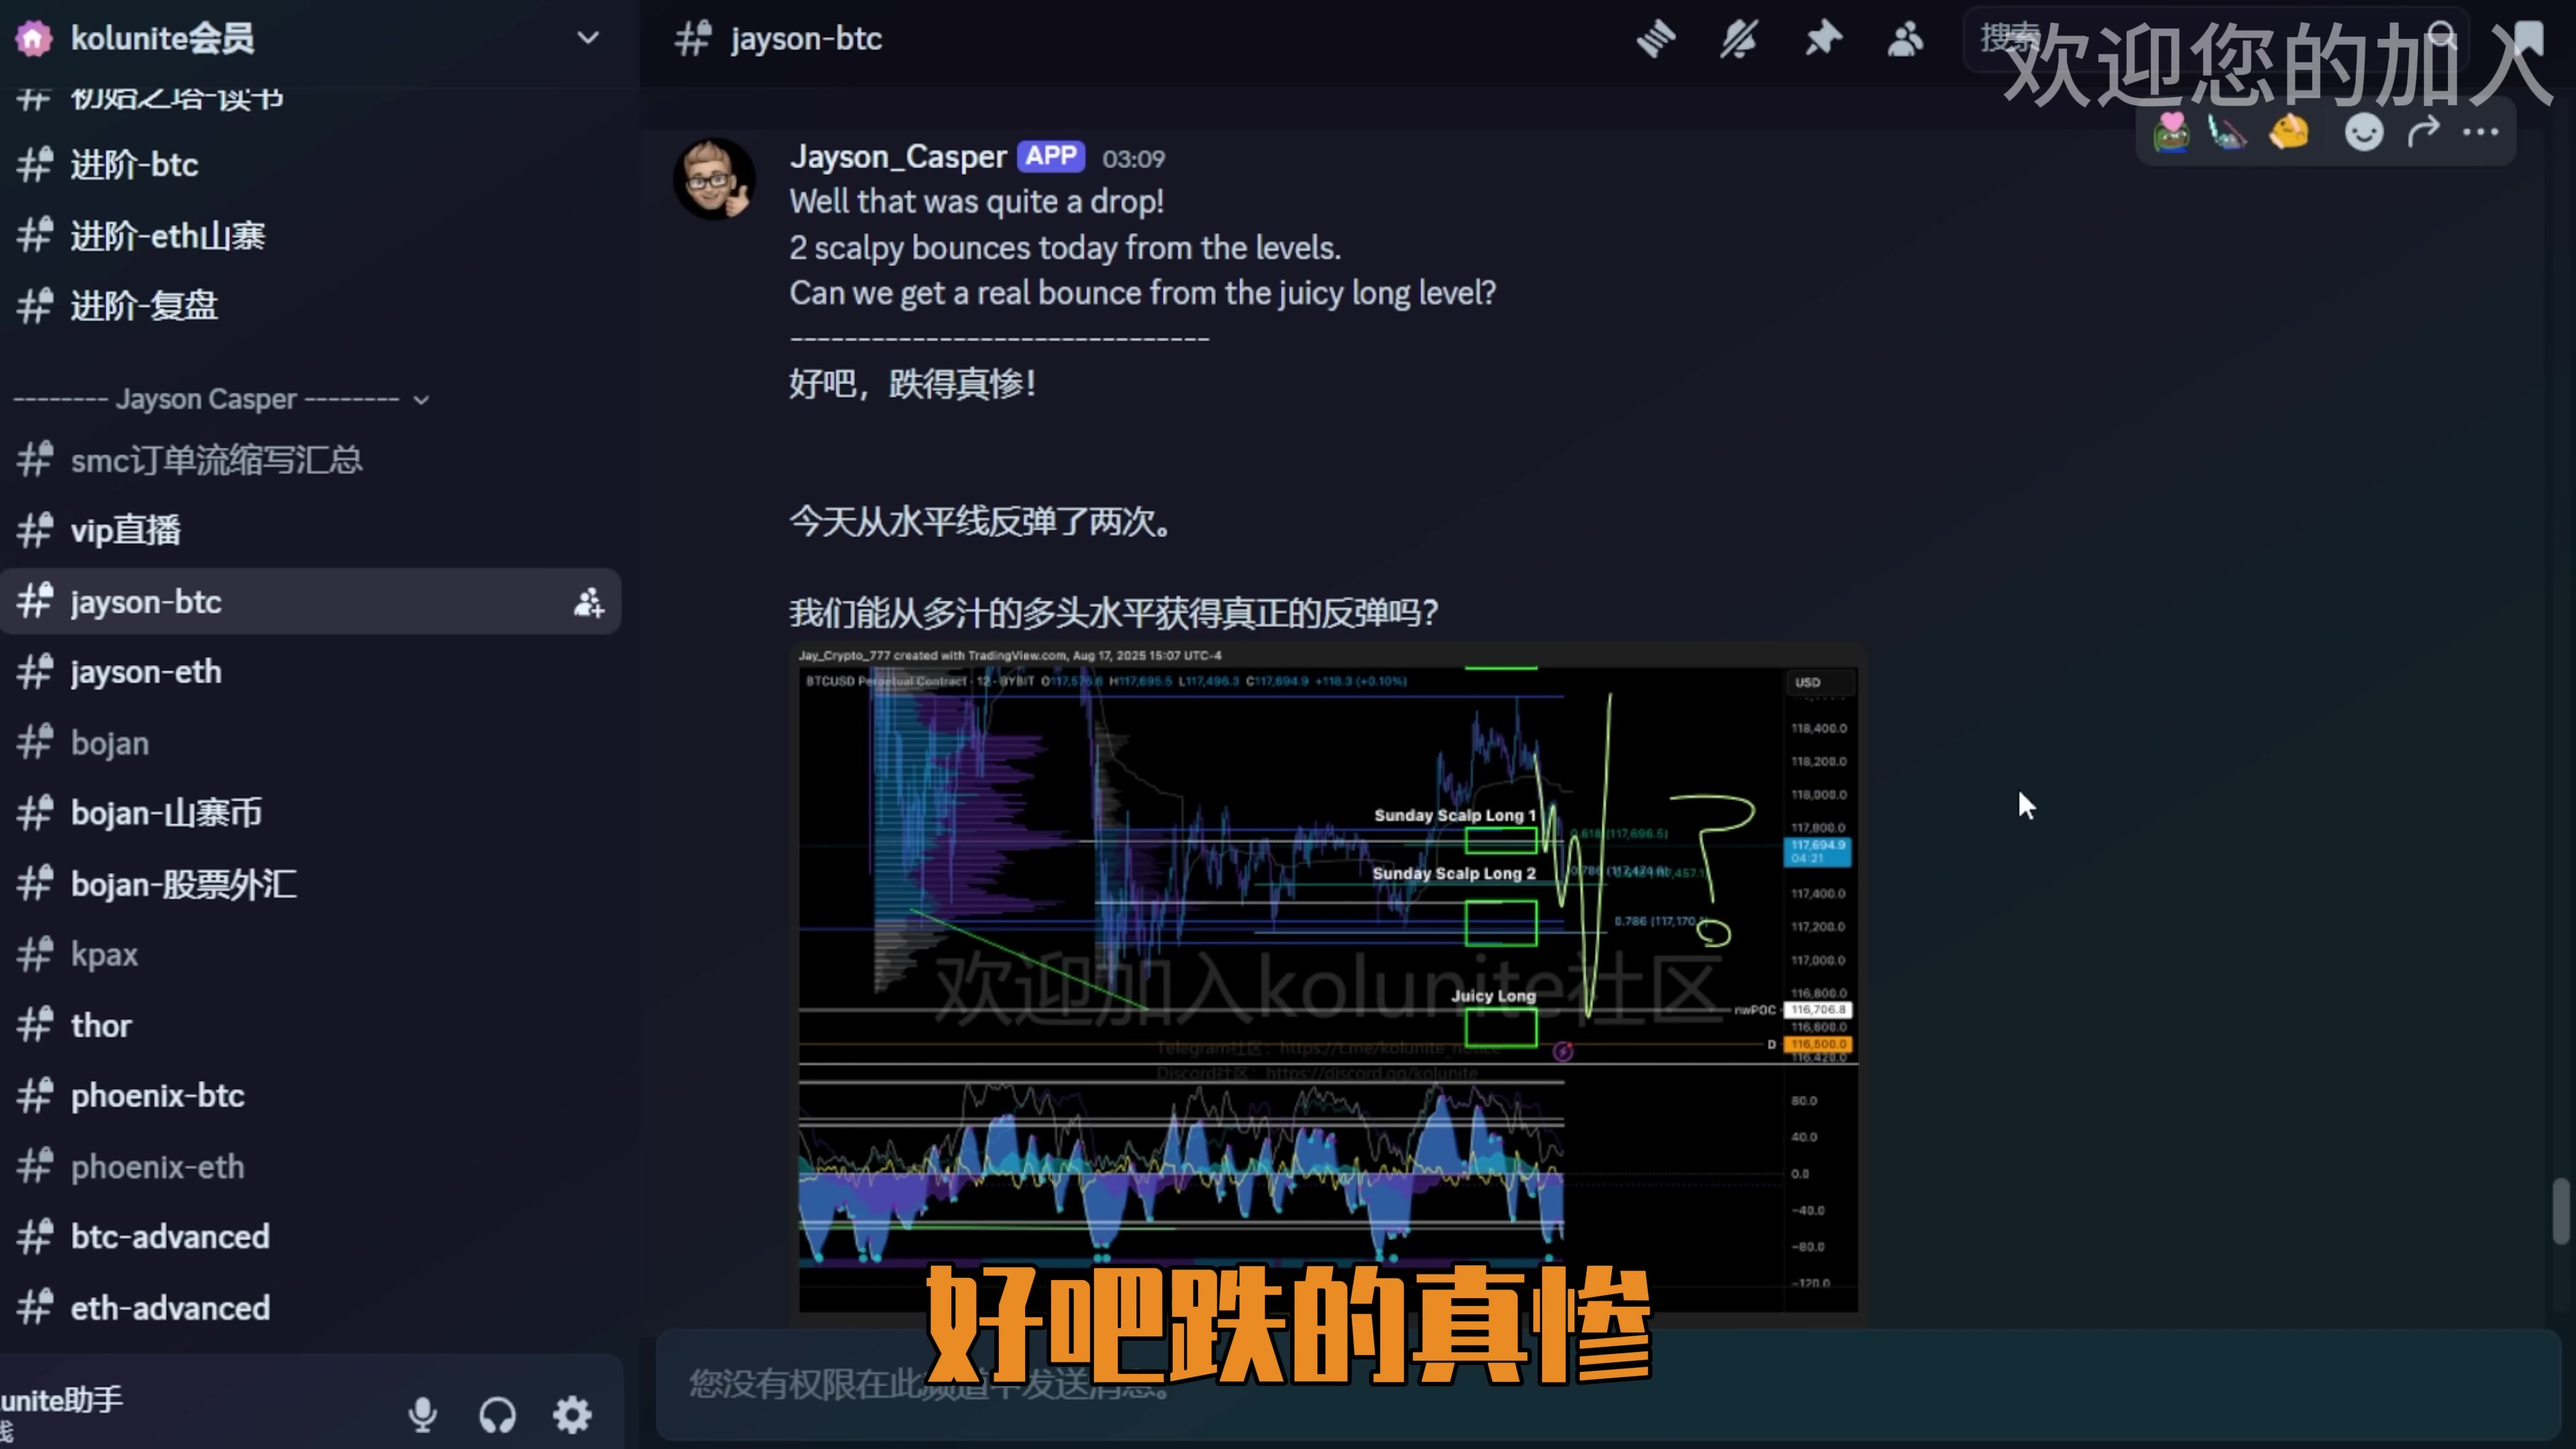 kolunite会员
初始之塔-读书
进阶-btc
进阶-eth山寨
进阶-复盘
-------- Jayson Casper --------
smc订单流缩写汇总
vip直播
jayson-btc
jayson-eth
bojan
bojan-山寨币
bojan-股票外汇
kpax
thor
phoenix-btc
phoenix-eth
btc-advanced
eth-advanced
unite助手
线
jayson-btc
搜索
欢迎您的加入
Jayson_Casper APP 03:09
Well that was quite a drop!
2 scalpy bounces today from the levels.
Can we get a real bounce from the juicy long level?
-------------------------------
好吧，跌得真惨！
今天从水平线反弹了两次。
我们能从多汁的多头水平获得真正的反弹吗？
Jay_Crypto_777 created with TradingView.com, Aug 17, 2025 15:07 UTC-4
BTCUSD Perpetual Contract · 12 · BYBIT O117,576.6 H117,695.5 L117,496.3 C117,694.9 +118.3 (+0.10%)
USD
118,400.0
118,200.0
118,000.0
117,800.0
117,694.9
04:21
117,400.0
117,200.0
117,000.0
116,800.0
nwPOC 116,706.8
116,600.0
D 116,500.0
116,420.0
Sunday Scalp Long 1
0.618 (117,696.5)
Sunday Scalp Long 2
0.786 (117,170.1)
?
Juicy Long
欢迎加入kolunite社区
Telegram社区：https://t.me/kolunite_notice
Discord社区：https://discord.gg/kolunite
80.0
40.0
0.0
-40.0
-80.0
-120.0
好吧跌的真惨
您没有权限在此频道中发送消息。